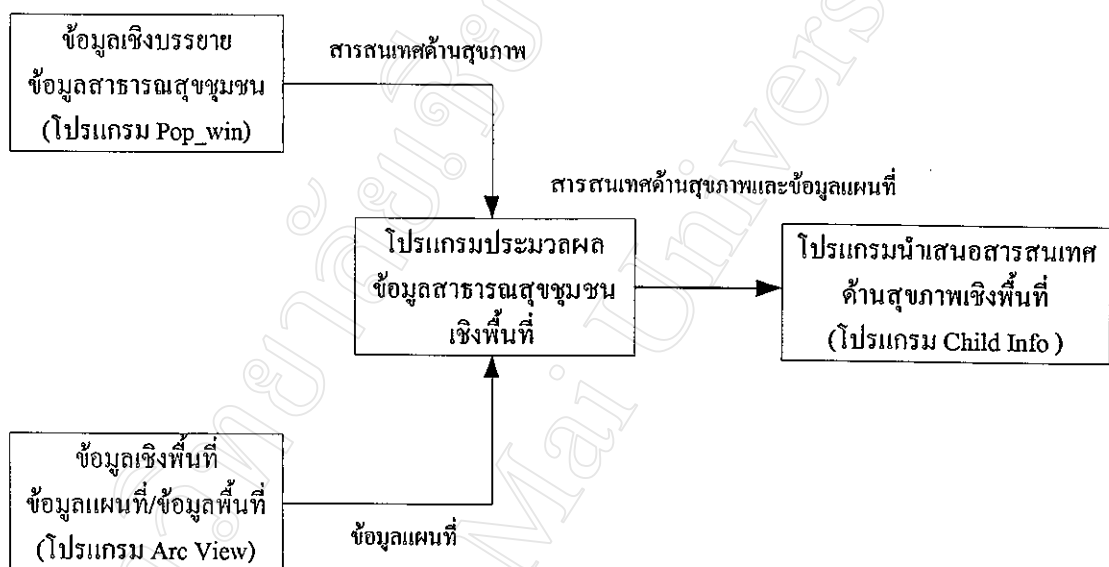 ข้อมูลเชิงบรรยาย
ข้อมูลสาธารณสุขชุมชน
(โปรแกรม Pop_win)
สารสนเทศด้านสุขภาพ
สารสนเทศด้านสุขภาพและข้อมูลแผนที่
โปรแกรมประมวลผล
ข้อมูลสาธารณสุขชุมชน
เชิงพื้นที่
โปรแกรมนำเสนอสารสนเทศ
ด้านสุขภาพเชิงพื้นที่
(โปรแกรม Child Info )
ข้อมูลเชิงพื้นที่
ข้อมูลแผนที่/ข้อมูลพื้นที่
(โปรแกรม Arc View)
ข้อมูลแผนที่